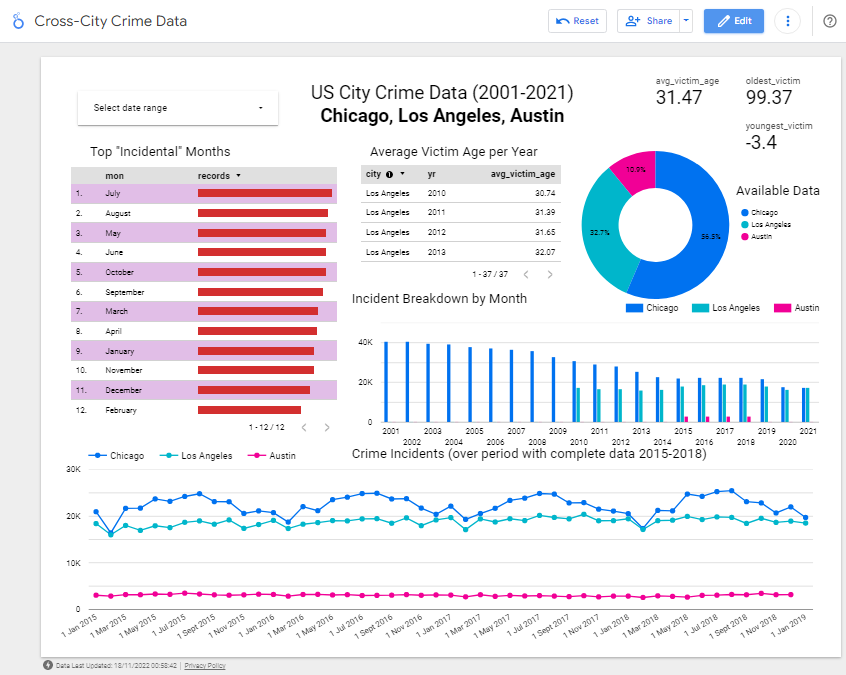 Cross-City Crime Data
Reset
Share
Edit
Select date range
US City Crime Data (2001-2021)
Chicago, Los Angeles, Austin
avg_victim_age
31.47
oldest_victim
99.37
youngest_victim
-3.4
Top "Incidental" Months
mon records
1. July
2. August
3. May
4. June
5. October
6. September
7. March
8. April
9. January
10. November
11. December
12. February
1 - 12 / 12
Average Victim Age per Year
city yr avg_victim_age
Los Angeles 2010 30.74
Los Angeles 2011 31.39
Los Angeles 2012 31.65
Los Angeles 2013 32.07
1 - 37 / 37
10.9%
32.7%
Available Data
Chicago
Los Angeles
Austin
Incident Breakdown by Month
Chicago Los Angeles Austin
40K
20K
0
2001 2003 2005 2007 2009 2011 2013 2015 2017 2019 2021
2002 2004 2006 2008 2010 2012 2014 2016 2018 2020
Chicago Los Angeles Austin
Crime Incidents (over period with complete data 2015-2018)
30K
20K
10K
0
1 Jan 2015 1 Mar 2015 1 May 2015 1 Jul 2015 1 Sept 2015 1 Nov 2015 1 Jan 2016 1 Mar 2016 1 May 2016 1 Jul 2016 1 Sept 2016 1 Nov 2016 1 Jan 2017 1 Mar 2017 1 May 2017 1 Jul 2017 1 Sept 2017 1 Nov 2017 1 Jan 2018 1 Mar 2018 1 May 2018 1 Jul 2018 1 Sept 2018 1 Nov 2018 1 Jan 2019
Data Last Updated: 18/11/2022 00:58:42 | Privacy Policy